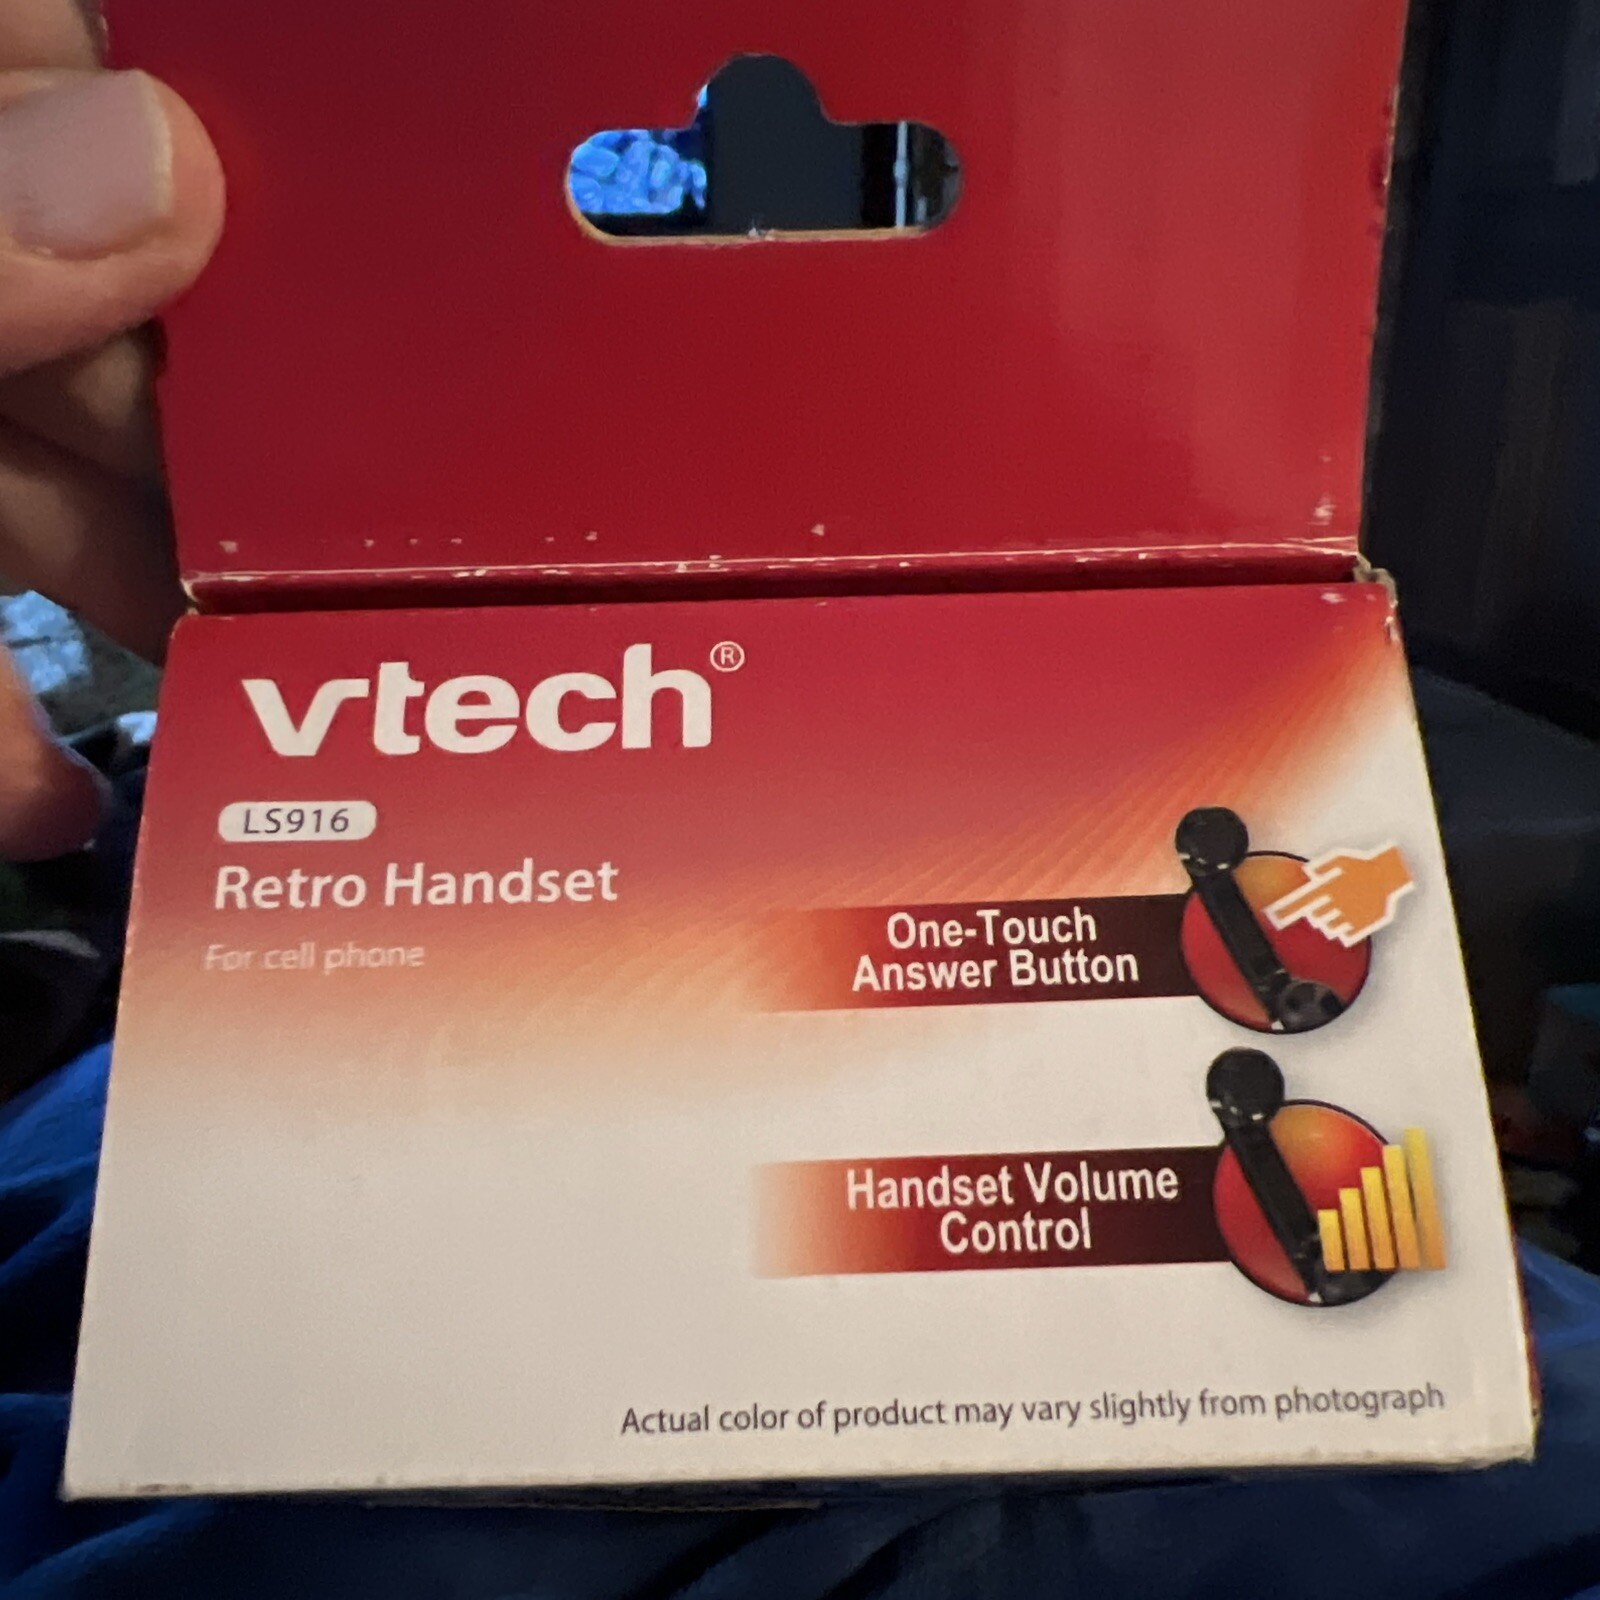 vtech®
LS916
Retro Handset
For cell phone
One-Touch
Answer Button
Handset Volume
Control
Actual color of product may vary slightly from photograph